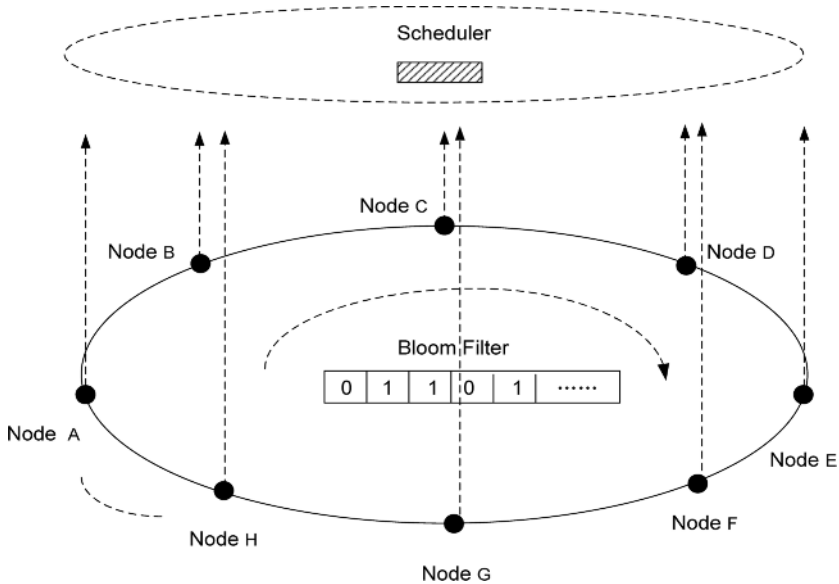 Scheduler
Node C
Node B
Node D
Bloom Filter
0 1 1 0 1 ······
Node A
Node E
Node H
Node F
Node G